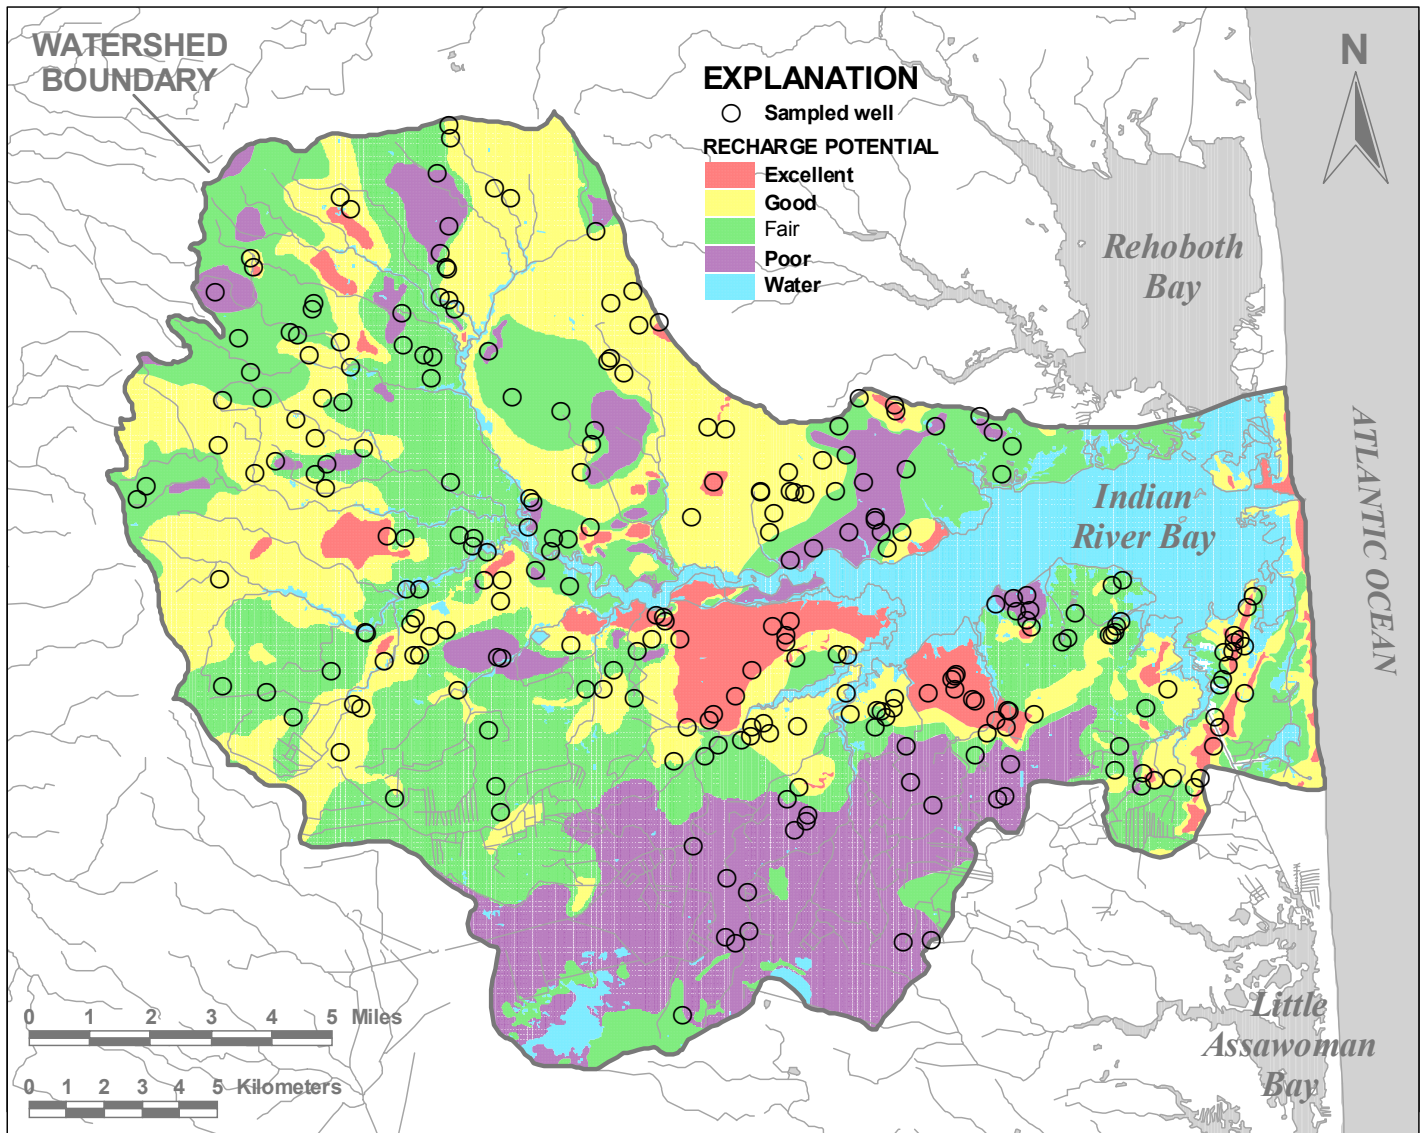 WATERSHED
BOUNDARY
EXPLANATION
Sampled well
RECHARGE POTENTIAL
Excellent
Good
Fair
Poor
Water
N
Rehoboth
Bay
ATLANTIC OCEAN
Indian
River Bay
Little
Assawoman
Bay
0 1 2 3 4 5 Miles
0 1 2 3 4 5 Kilometers